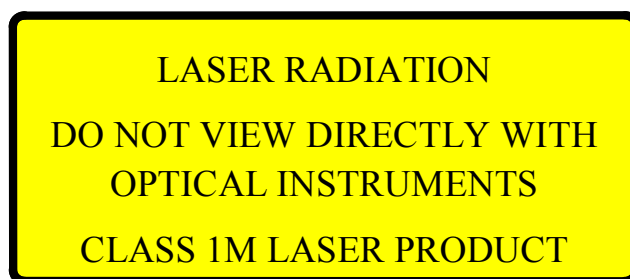 LASER RADIATION
DO NOT VIEW DIRECTLY WITH
OPTICAL INSTRUMENTS
CLASS 1M LASER PRODUCT